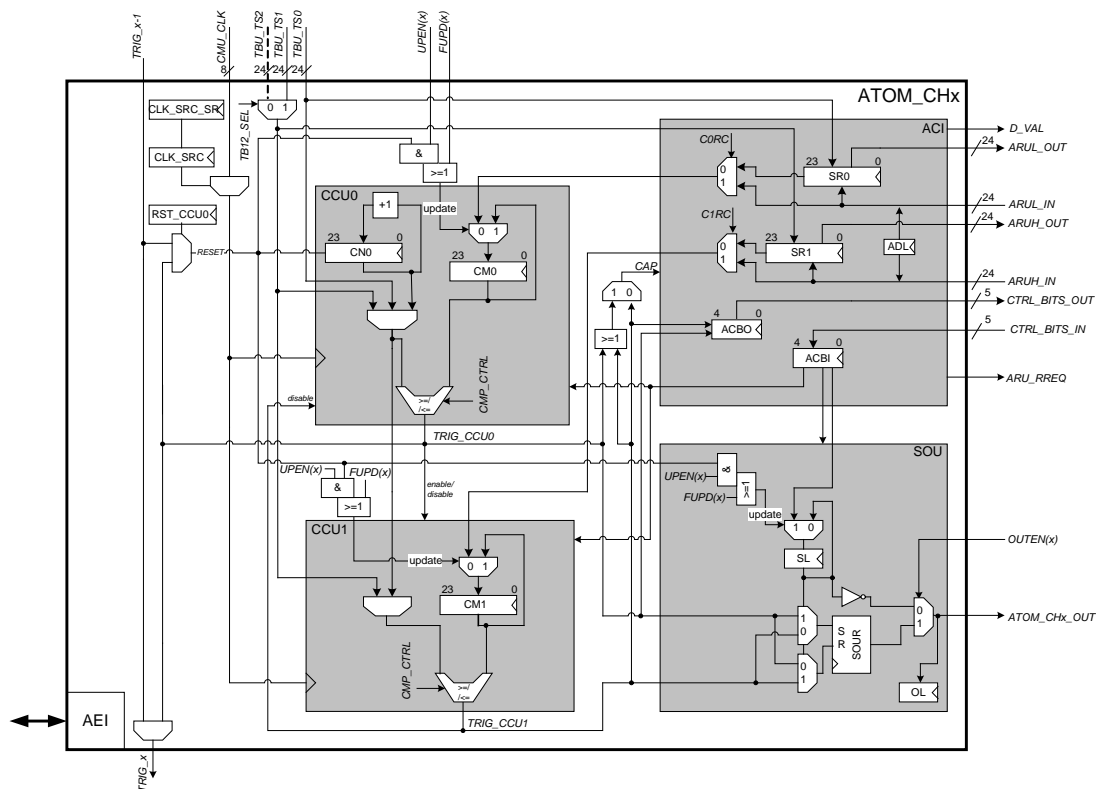 TRIG_x-1
CMU_CLK
TBU_TS2
TBU_TS1
TBU_TS0
UPEN(x)
FUPD(x)
8
24
24
24
ATOM_CHx
CLK_SRC_SR
TB12_SEL
0 1
CLK_SRC
RST_CCU0
RESET
&
>=1
update
CCU0
+1
23 0
CN0
0 1
23 0
CM0
>=/
/<=
CMP_CTRL
disable
TRIG_CCU0
ACI
D_VAL
C0RC
0
1
23 0
SR0
24
ARUL_OUT
24
ARUL_IN
C1RC
0
1
23 0
SR1
24
ARUH_OUT
ADL
24
ARUH_IN
CAP
1 0
>=1
4 0
ACBO
5
CTRL_BITS_OUT
5
CTRL_BITS_IN
4 0
ACBI
ARU_RREQ
UPEN(x)
FUPD(x)
&
>=1
enable/
disable
CCU1
update
0 1
23 0
CM1
CMP_CTRL
>=/
/<=
TRIG_CCU1
SOU
UPEN(x)
&
FUPD(x)
>=1
update
1 0
SL
OUTEN(x)
1
0
0
1
S
R
SOUR
0
1
ATOM_CHx_OUT
OL
AEI
TRIG_x